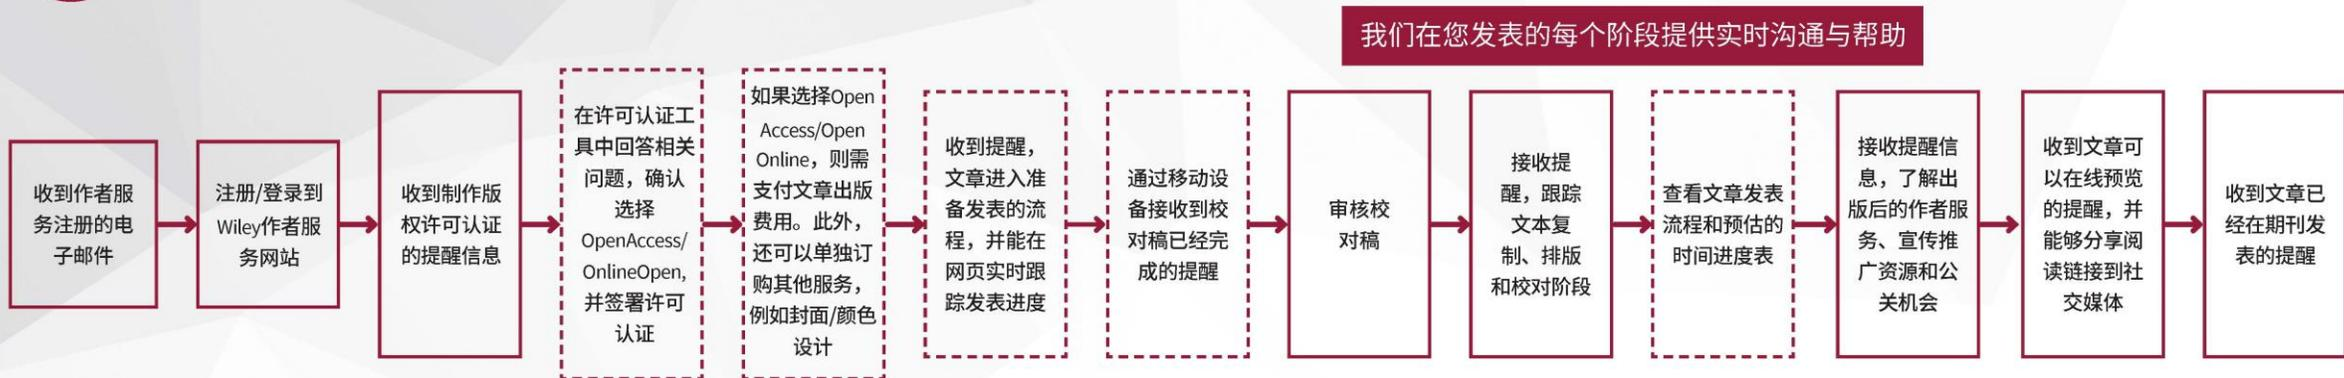 我们在您发表的每个阶段提供实时沟通与帮助
收到作者服
务注册的电
子邮件
注册/登录到
Wiley作者服
务网站
收到制作版
权许可认证
的提醒信息
在许可认证工
具中回答相关
问题，确认
选择
OpenAccess/
OnlineOpen,
并签署许可
认证
如果选择Open
Access/Open
Online，则需
支付文章出版
费用。此外，
还可以单独订
购其他服务，
例如封面/颜色
设计
收到提醒，
文章进入准
备发表的流
程，并能在
网页实时跟
踪发表进度
通过移动设
备接收到校
对稿已经完
成的提醒
审核校
对稿
接收提
醒，跟踪
文本复
制、排版
和校对阶段
查看文章发表
流程和预估的
时间进度表
接收提醒信
息，了解出
版后的作者服
务、宣传推
广资源和公
关机会
收到文章可
以在线预览
的提醒，并
能够分享阅
读链接到社
交媒体
收到文章已
经在期刊发
表的提醒